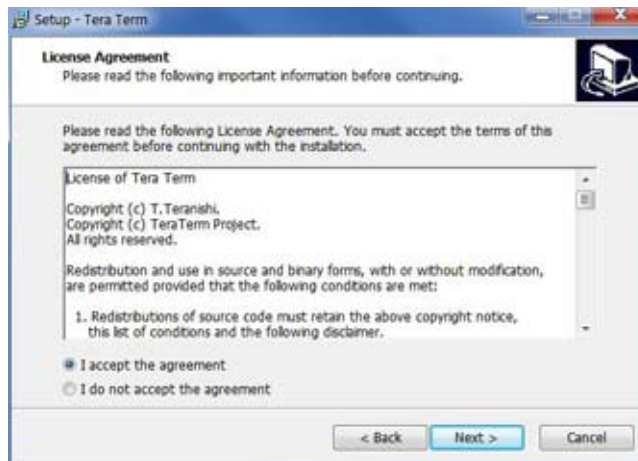 Setup - Tera Term
License Agreement
Please read the following important information before continuing.
Please read the following License Agreement. You must accept the terms of this
agreement before continuing with the installation.
License of Tera Term
Copyright (c) T.Teranishi.
Copyright (c) TeraTerm Project.
All rights reserved.
Redistribution and use in source and binary forms, with or without modification,
are permitted provided that the following conditions are met:
1. Redistributions of source code must retain the above copyright notice,
this list of conditions and the following disclaimer.
I accept the agreement
I do not accept the agreement
< Back
Next >
Cancel